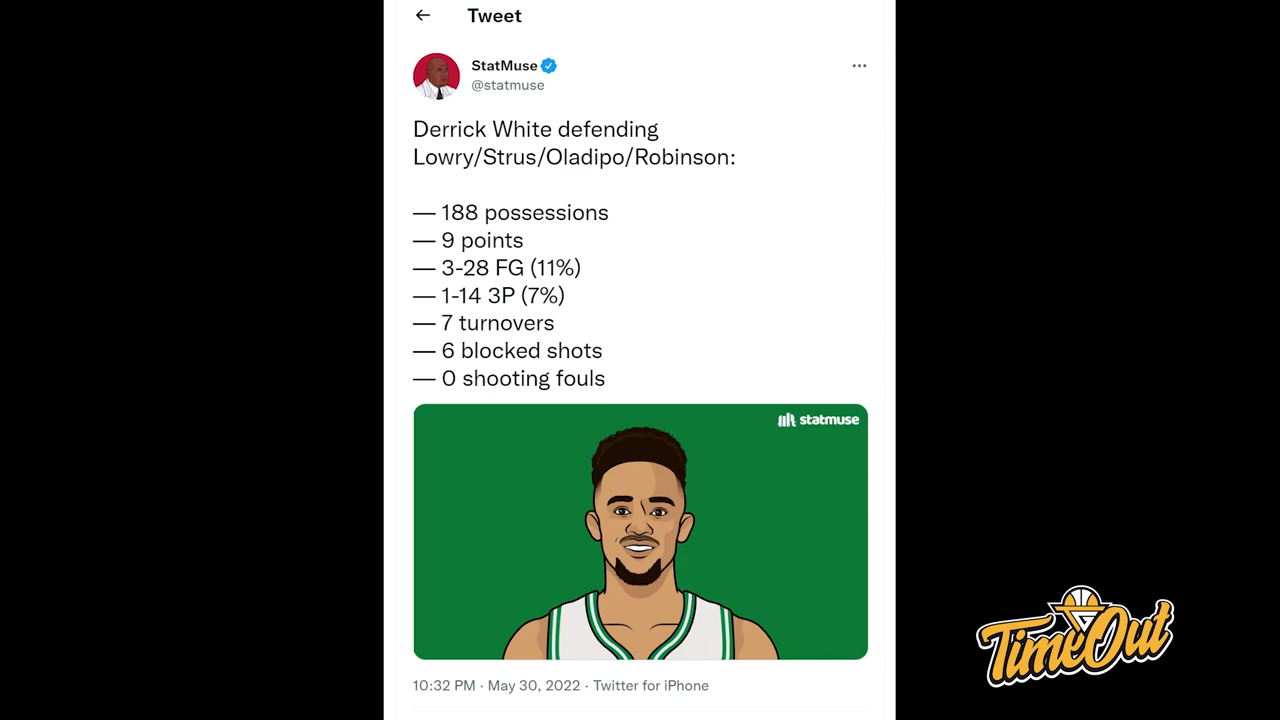 Tweet
StatMuse
@statmuse
Derrick White defending
Lowry/Strus/Oladipo/Robinson:
— 188 possessions
— 9 points
— 3-28 FG (11%)
— 1-14 3P (7%)
— 7 turnovers
— 6 blocked shots
— 0 shooting fouls
statmuse
10:32 PM · May 30, 2022 · Twitter for iPhone
TimeOut